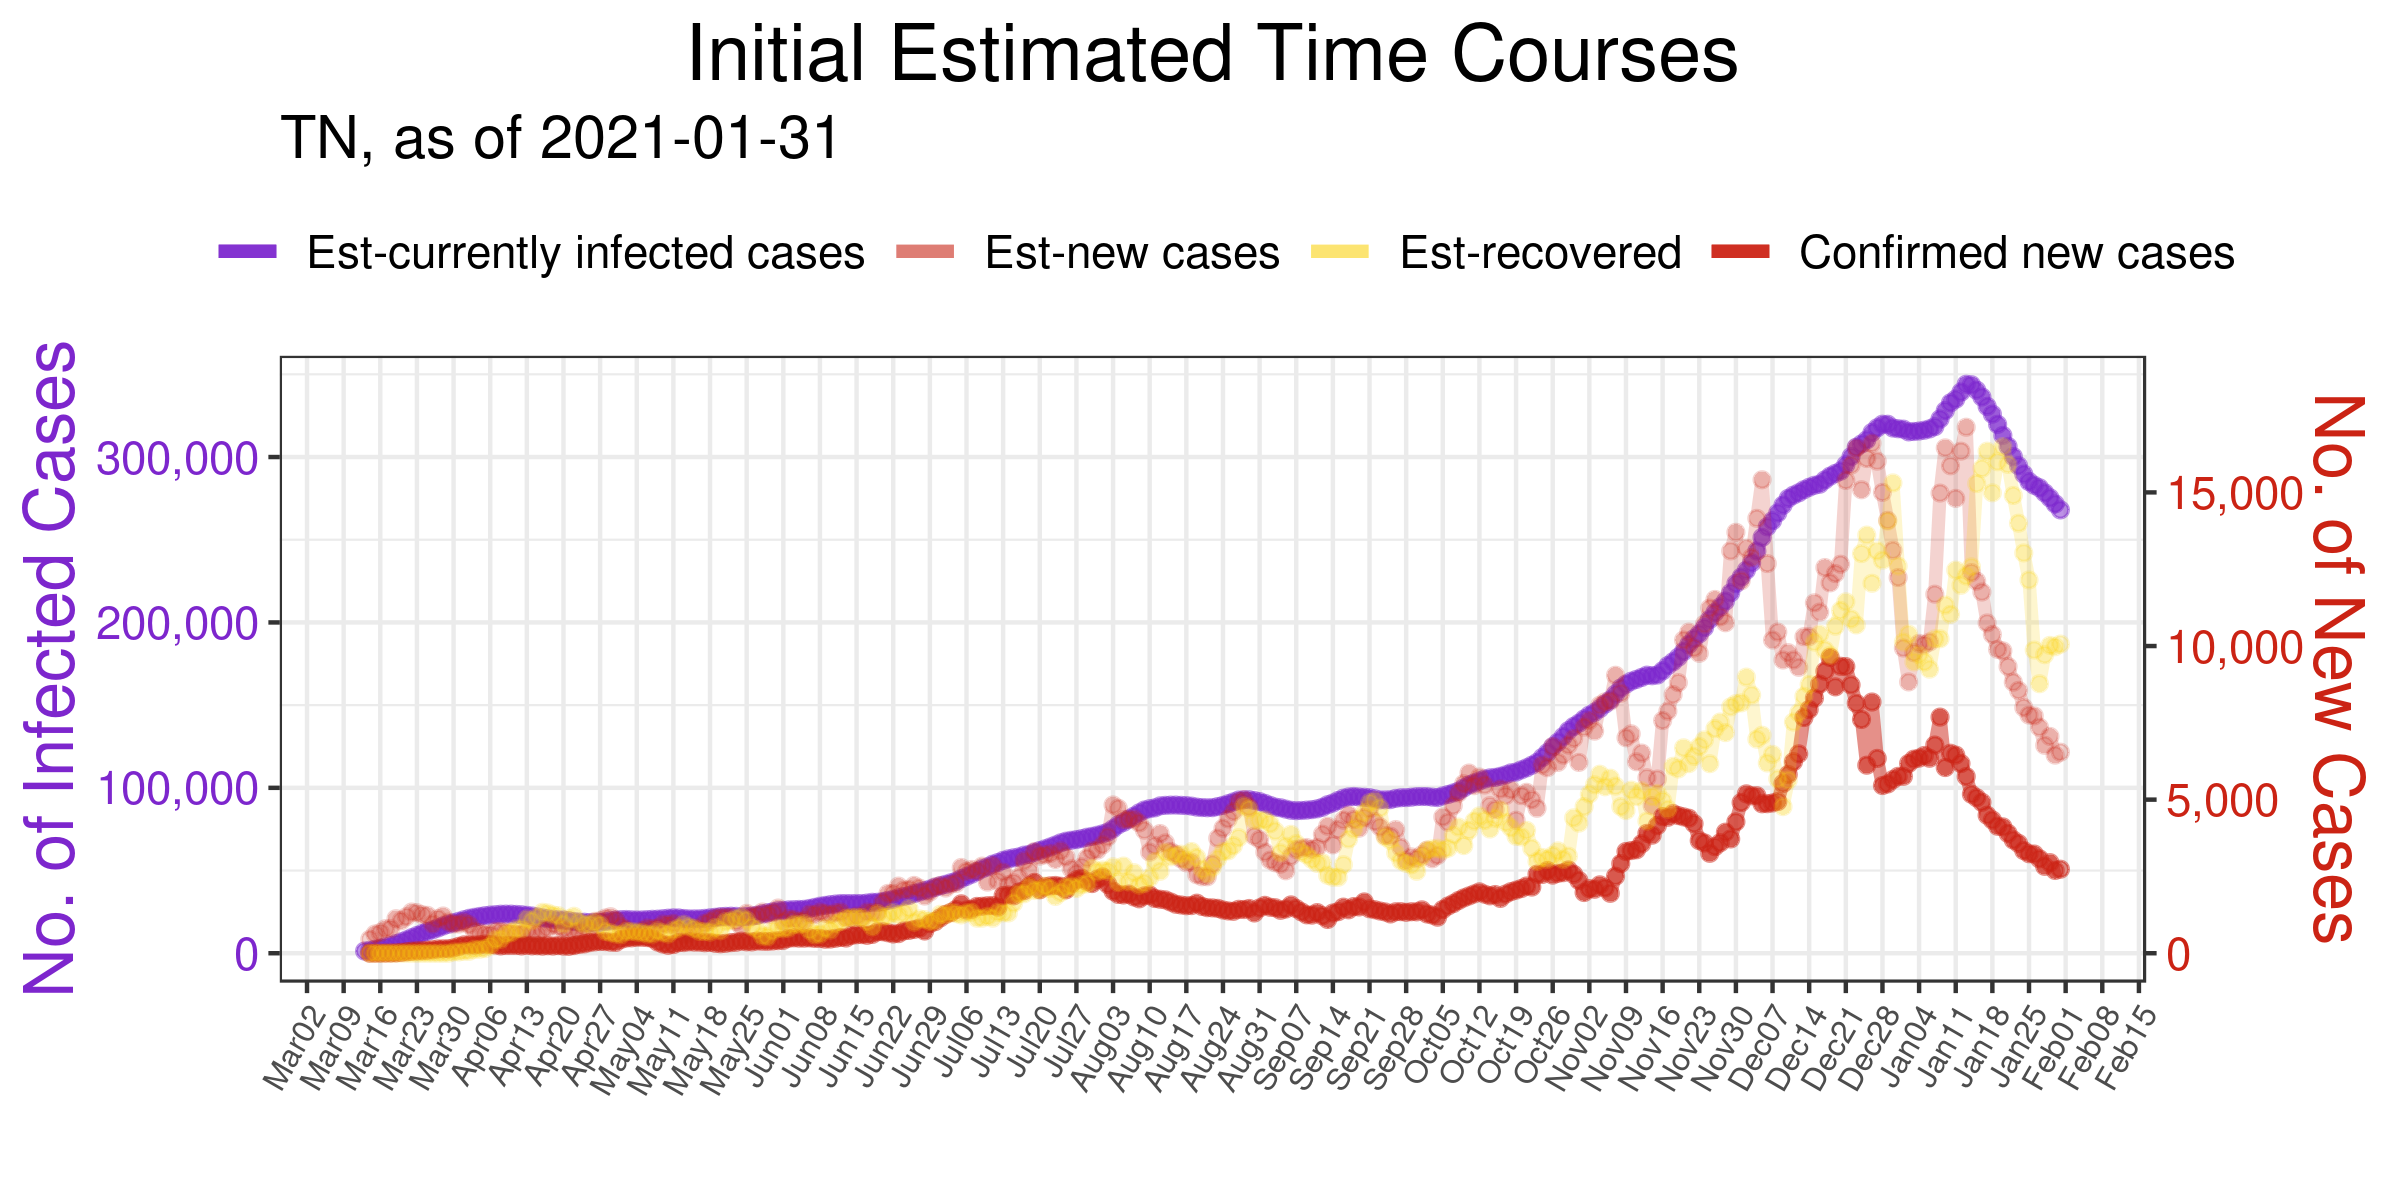 Initial Estimated Time Courses
TN, as of 2021-01-31
Est-currently infected cases Est-new cases Est-recovered Confirmed new cases
No. of Infected Cases
300,000
200,000
100,000
0
15,000
10,000
5,000
0
No. of New Cases
Mar02 Mar09 Mar16 Mar23 Mar30 Apr06 Apr13 Apr20 Apr27 May04 May11 May18 May25 Jun01 Jun08 Jun15 Jun22 Jun29 Jul06 Jul13 Jul20 Jul27 Aug03 Aug10 Aug17 Aug24 Aug31 Sep07 Sep14 Sep21 Sep28 Oct05 Oct12 Oct19 Oct26 Nov02 Nov09 Nov16 Nov23 Nov30 Dec07 Dec14 Dec21 Dec28 Jan04 Jan11 Jan18 Jan25 Feb01 Feb08 Feb15